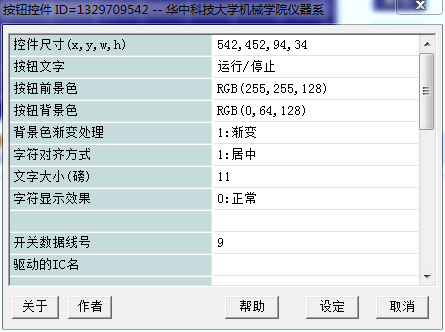 按钮控件 ID=1329709542 -- 华中科技大学机械学院仪器系
控件尺寸(x,y,w,h) 542,452,94,34
按钮文字 运行/停止
按钮前景色 RGB(255,255,128)
按钮背景色 RGB(0,64,128)
背景色渐变处理 1:渐变
字符对齐方式 1:居中
文字大小(磅) 11
字符显示效果 0:正常
开关数据线号 9
驱动的IC名
关于 作者 帮助 设定 取消